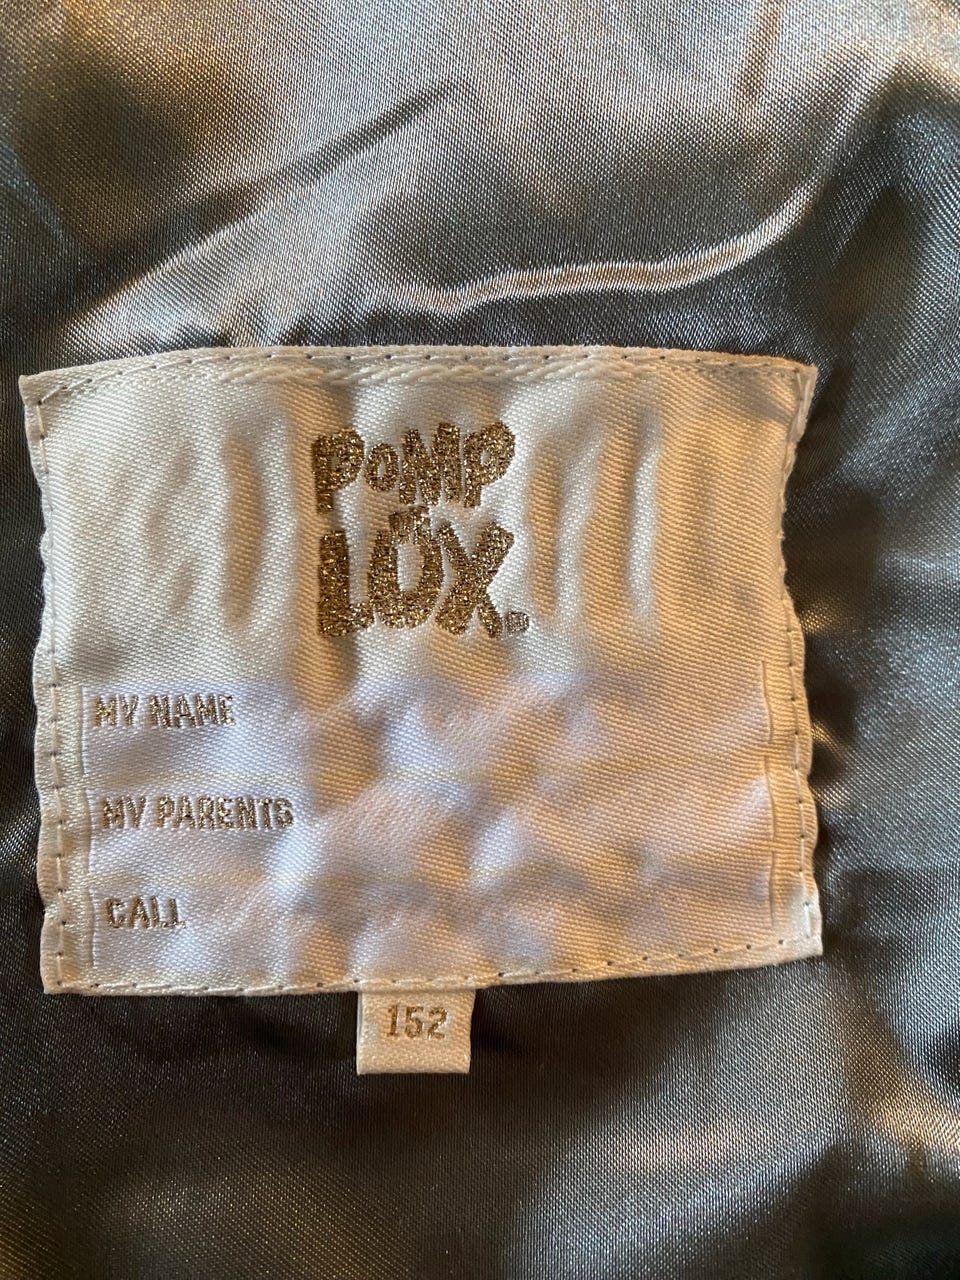 POMP
DE
LUX.
MY NAME
MY PARENTS
CALL
152